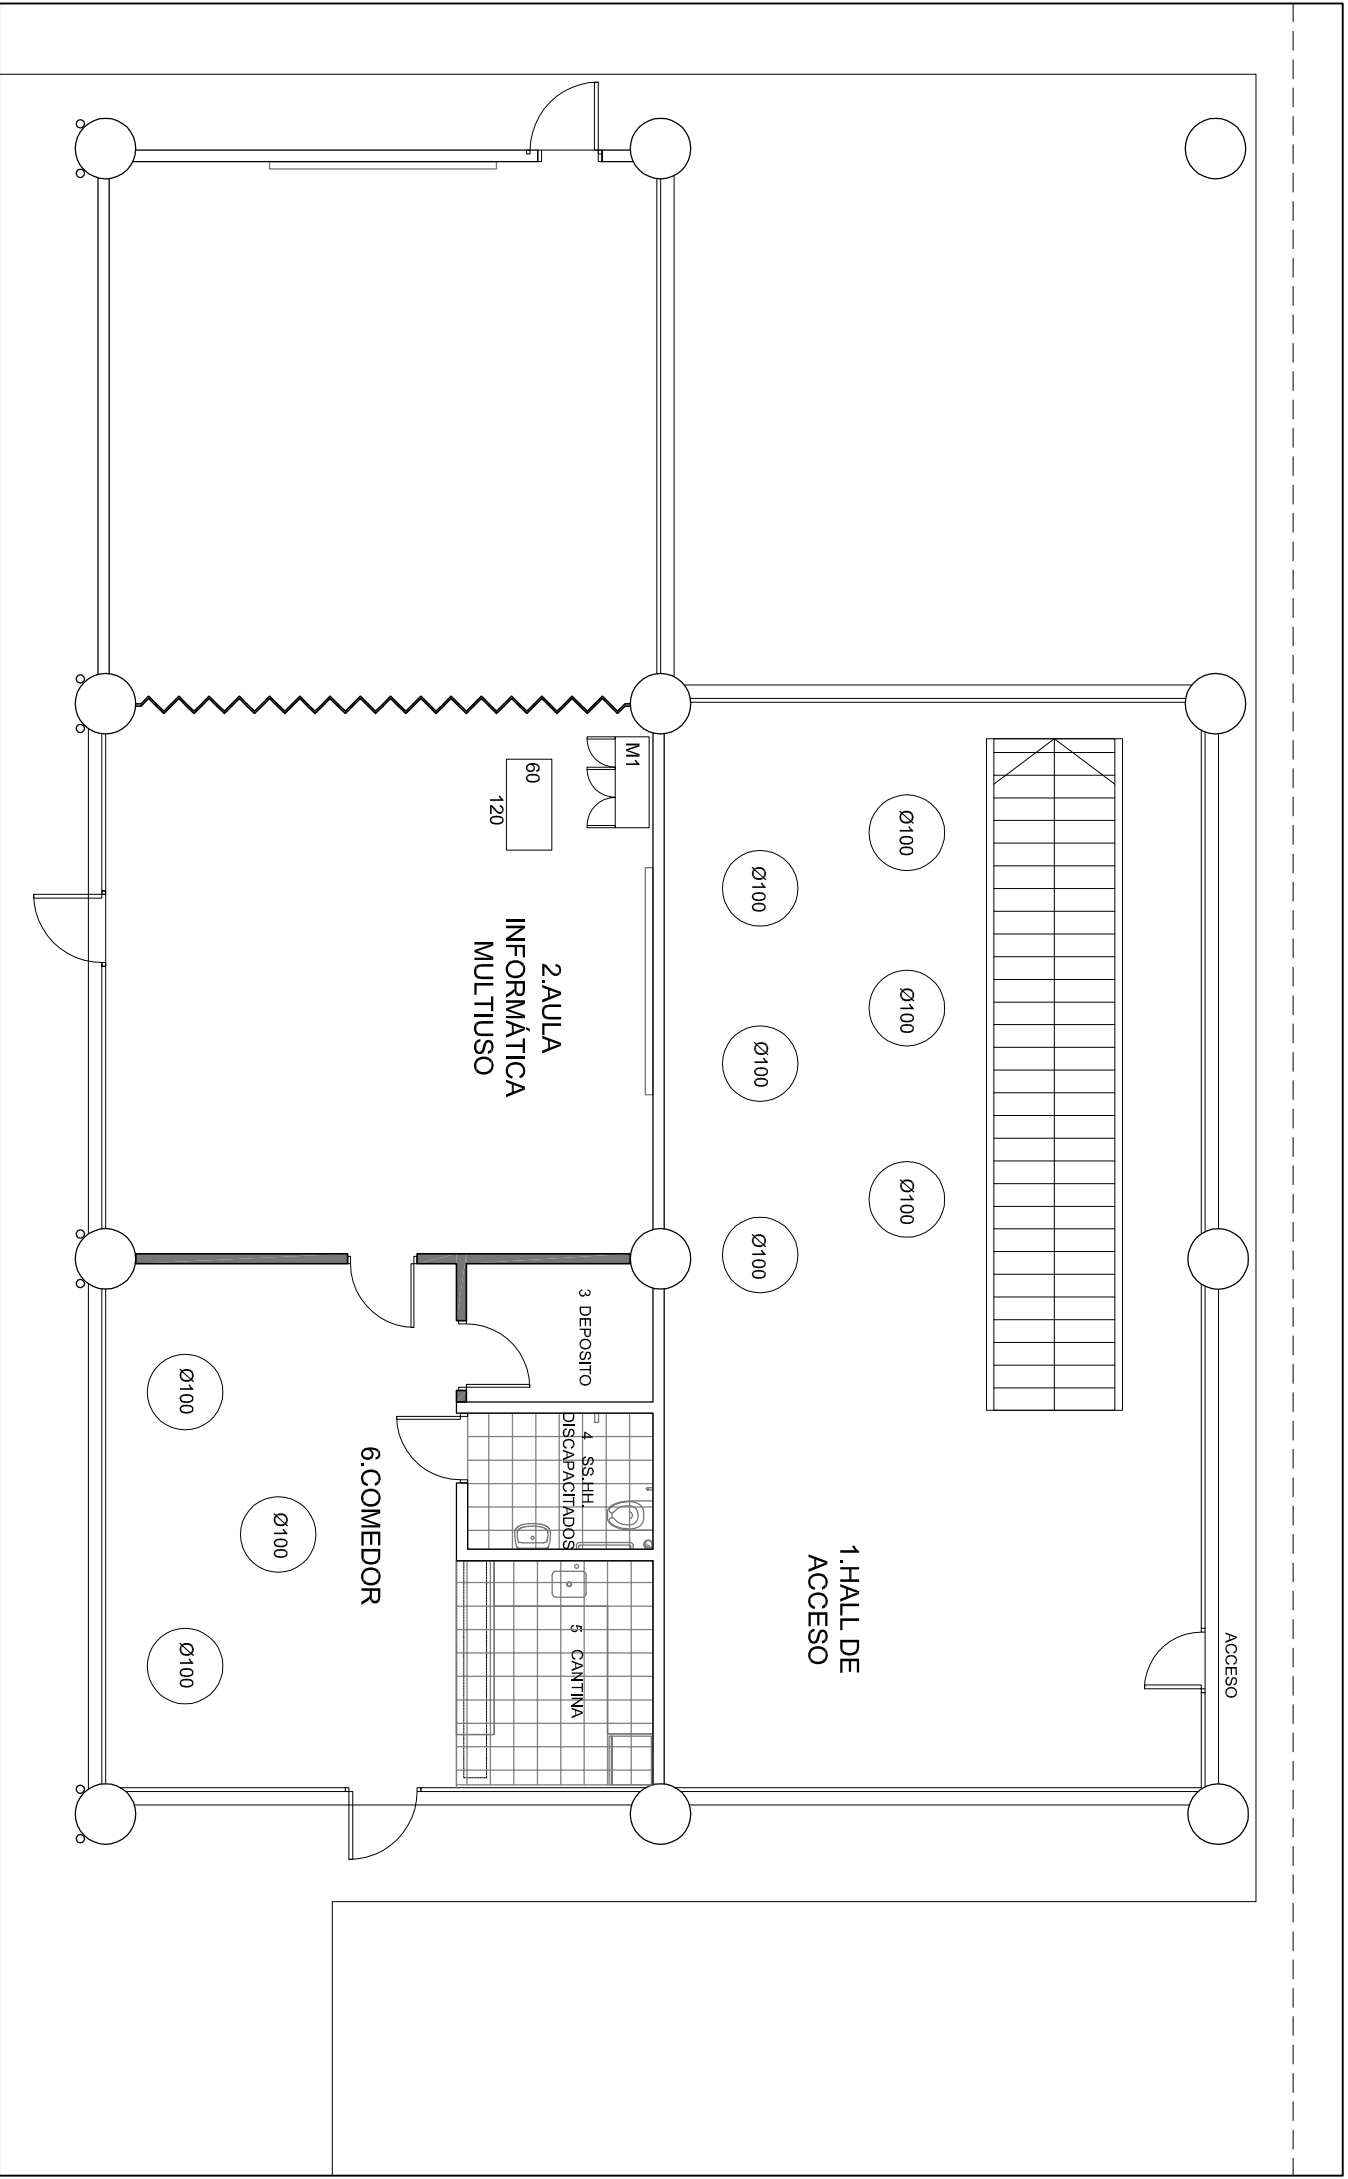 ACCESO
1.HALL DE
ACCESO
Ø100
Ø100
Ø100
Ø100
Ø100
Ø100
M1
60
120
2.AULA
INFORMÁTICA
MULTIUSO
3 DEPOSITO
4 SS.HH.
DISCAPACITADOS
5 CANTINA
6.COMEDOR
Ø100
Ø100
Ø100